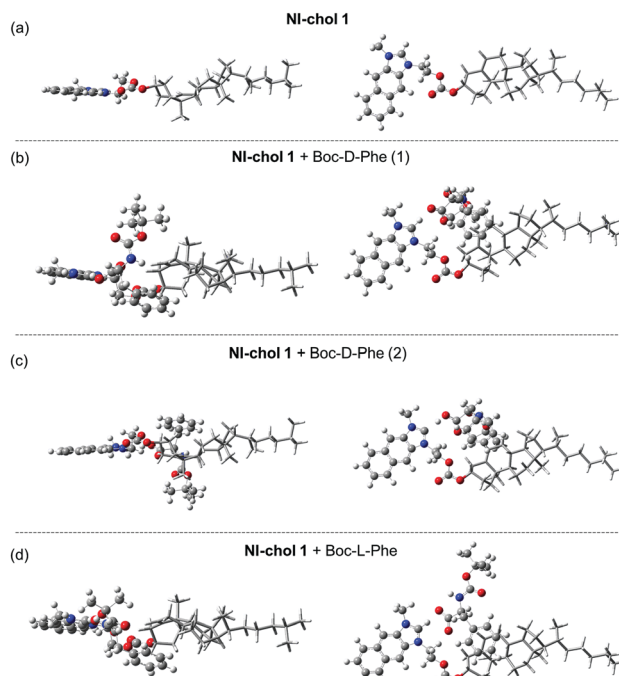 (a)
NI-chol 1
(b)
NI-chol 1 + Boc-D-Phe (1)
(c)
NI-chol 1 + Boc-D-Phe (2)
(d)
NI-chol 1 + Boc-L-Phe